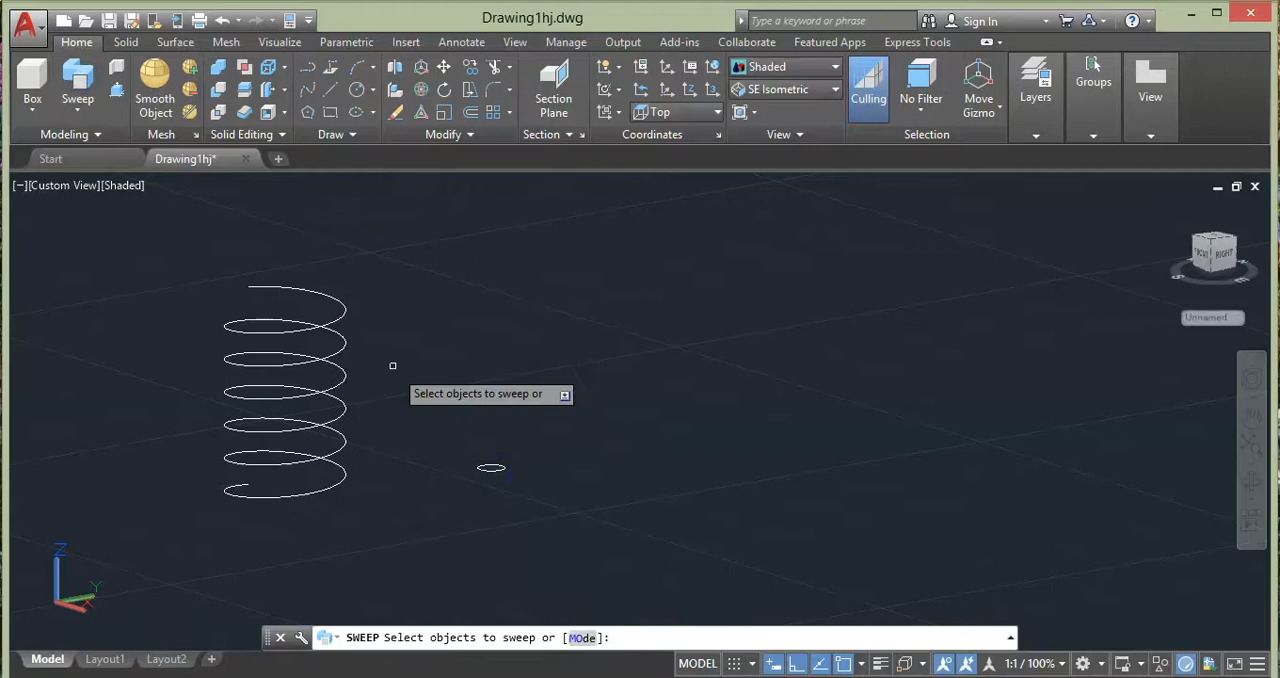 Drawing1hj.dwg
Type a keyword or phrase
Sign In
Home Solid Surface Mesh Visualize Parametric Insert Annotate View Manage Output Add-ins Collaborate Featured Apps Express Tools
Box
Sweep
Smooth Object
Section Plane
Top
Shaded
SE Isometric
Culling
No Filter
Move Gizmo
Layers
Groups
View
Modeling Mesh Solid Editing Draw Modify Section Coordinates View Selection
Start Drawing1hj*
[−][Custom View][Shaded]
RIGHT
S
E
Unnamed
Select objects to sweep or
Z
Y
X
SWEEP Select objects to sweep or [MOde]:
Model Layout1 Layout2
MODEL 1:1 / 100%